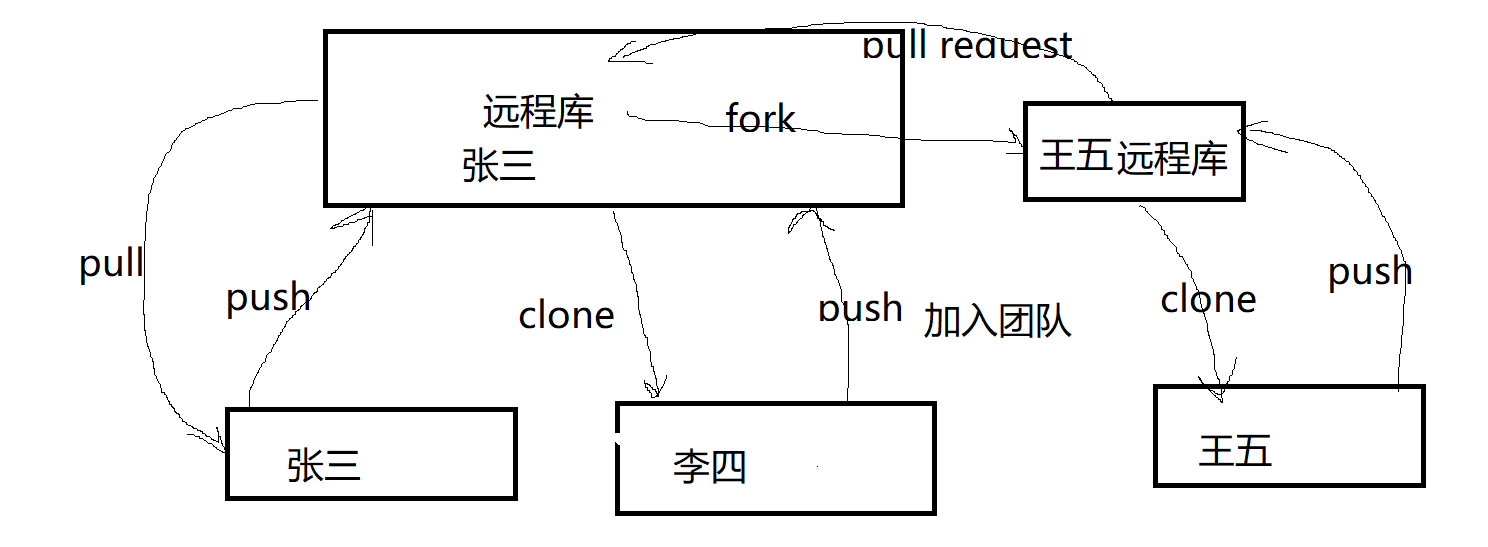 pull request
远程库
fork
张三
王五远程库
pull
push
clone
push
加入团队
clone
push
张三
李四
王五